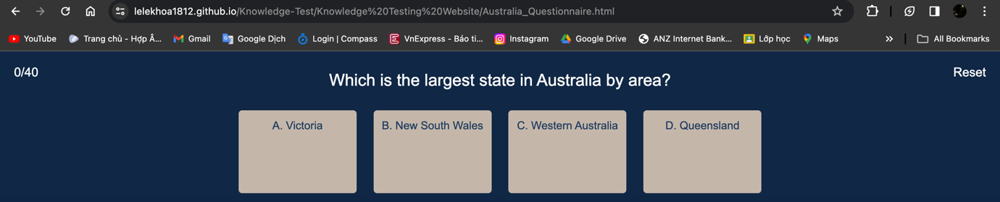 lelekhoa1812.github.io/Knowledge-Test/Knowledge%20Testing%20Website/Australia_Questionnaire.html
YouTube Trang chủ - Hợp Â... Gmail Google Dịch Login | Compass VnExpress - Báo ti... Instagram Google Drive ANZ Internet Bank... Lớp học Maps » All Bookmarks
0/40 Which is the largest state in Australia by area? Reset
A. Victoria B. New South Wales C. Western Australia D. Queensland